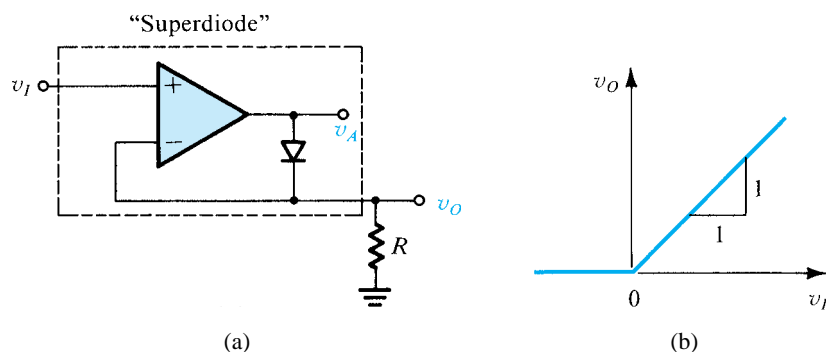 “Superdiode”
v_I
+
−
v_A
v_O
R
(a)
v_O
1
1
0
v_I
(b)